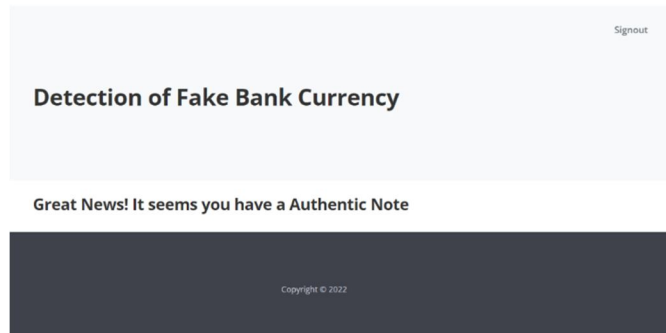 Signout
Detection of Fake Bank Currency
Great News! It seems you have a Authentic Note
Copyright © 2022